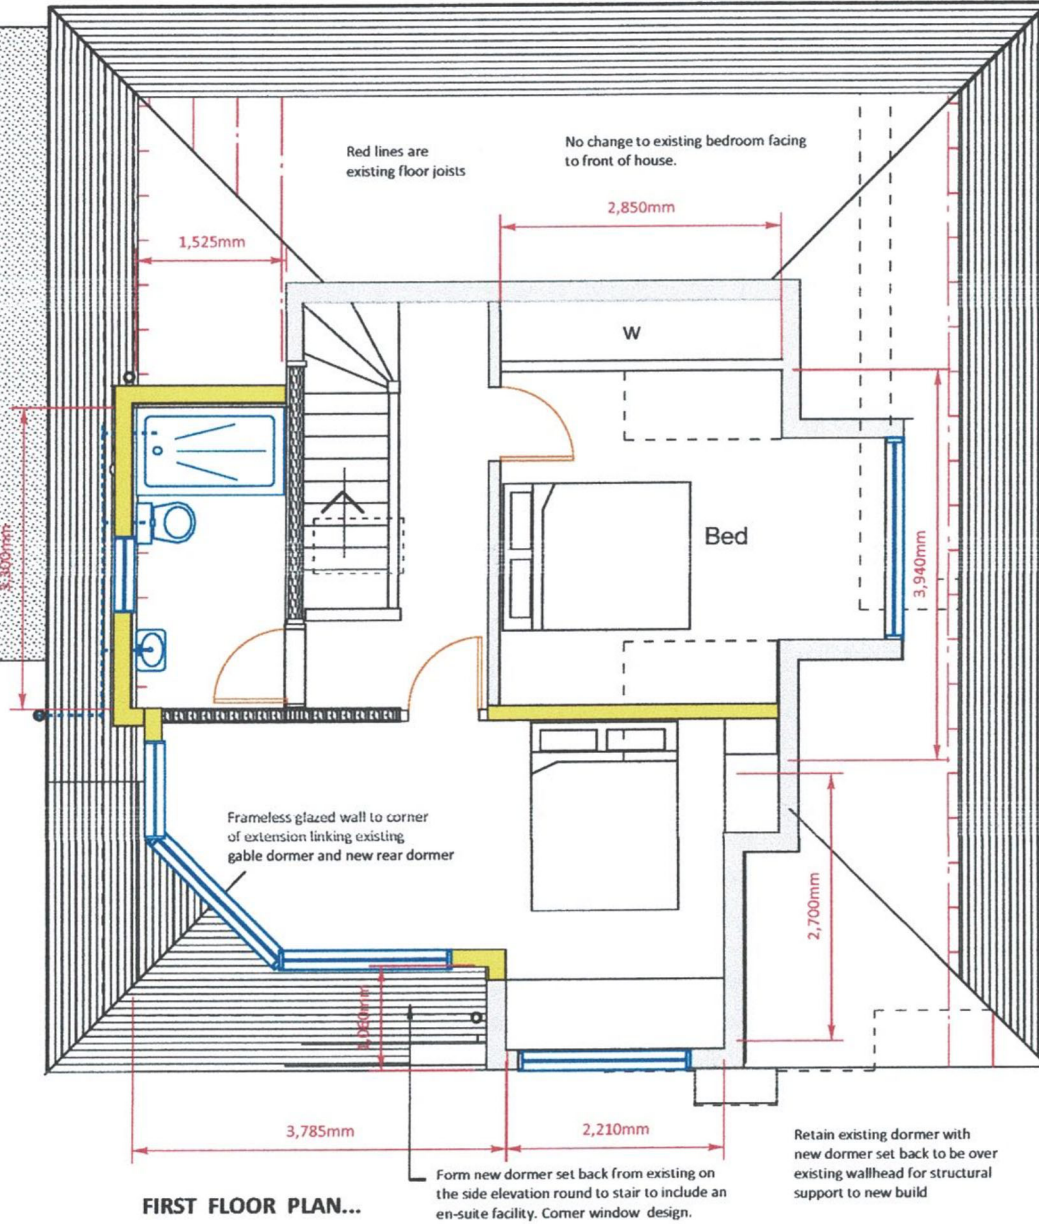 Red lines are
existing floor joists
No change to existing bedroom facing
to front of house.
2,850mm
1,525mm
W
3,300mm
Bed
3,940mm
Frameless glazed wall to corner
of extension linking existing
gable dormer and new rear dormer
2,700mm
3,785mm
2,210mm
Retain existing dormer with
new dormer set back to be over
existing wallhead for structural
support to new build
Form new dormer set back from existing on
the side elevation round to stair to include an
en-suite facility. Corner window design.
FIRST FLOOR PLAN...